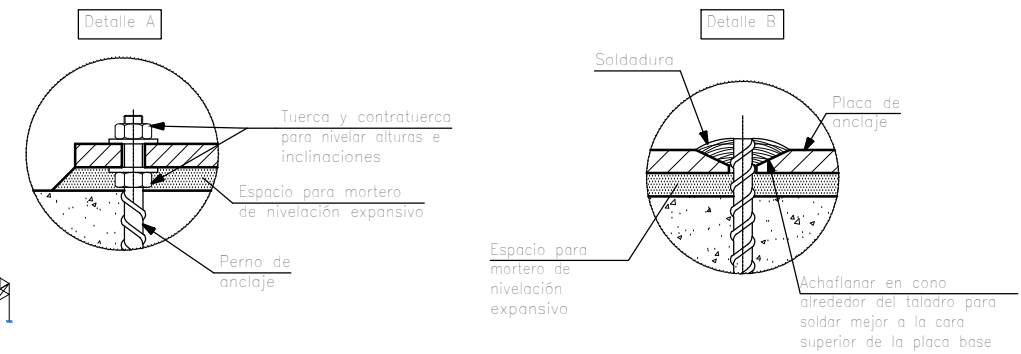 Detalle A
Tuerca y contratuerca
para nivelar alturas e
inclinaciones
Espacio para mortero
de nivelación expansivo
Perno de
anclaje
Detalle B
Soldadura
Placa de
anclaje
Espacio para
mortero de
nivelación
expansivo
Achaflanar en cono
alrededor del taladro para
soldar mejor a la cara
superior de la placa base